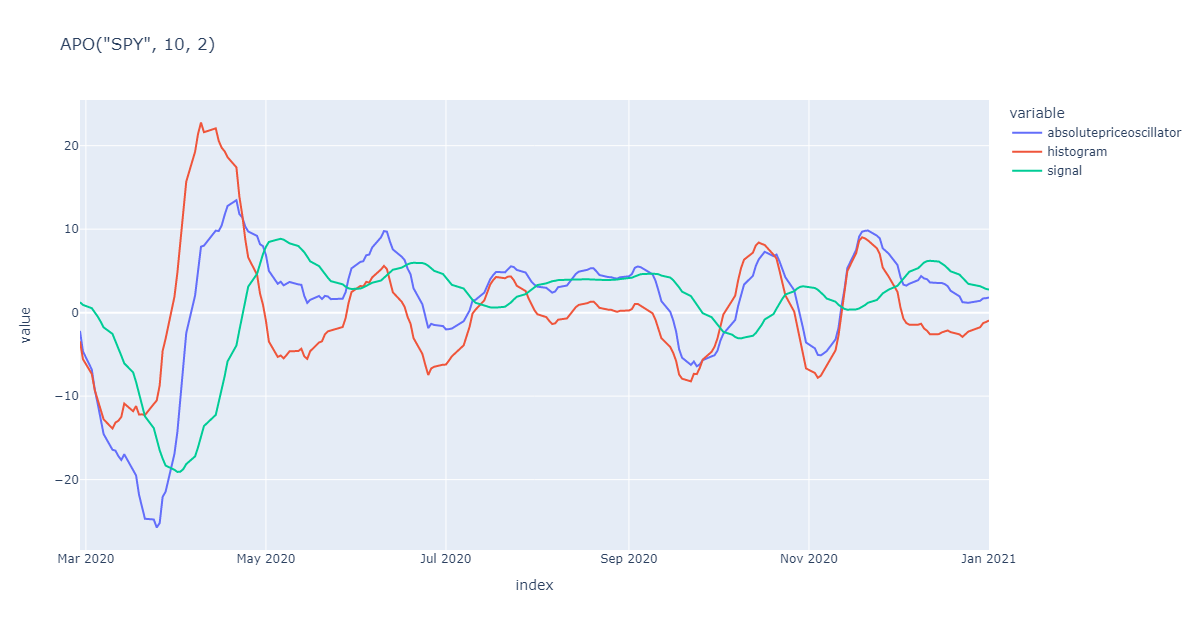 APO("SPY", 10, 2)
variable
absolutepriceoscillator
histogram
signal
value
20
10
0
−10
−20
Mar 2020
May 2020
Jul 2020
Sep 2020
Nov 2020
Jan 2021
index